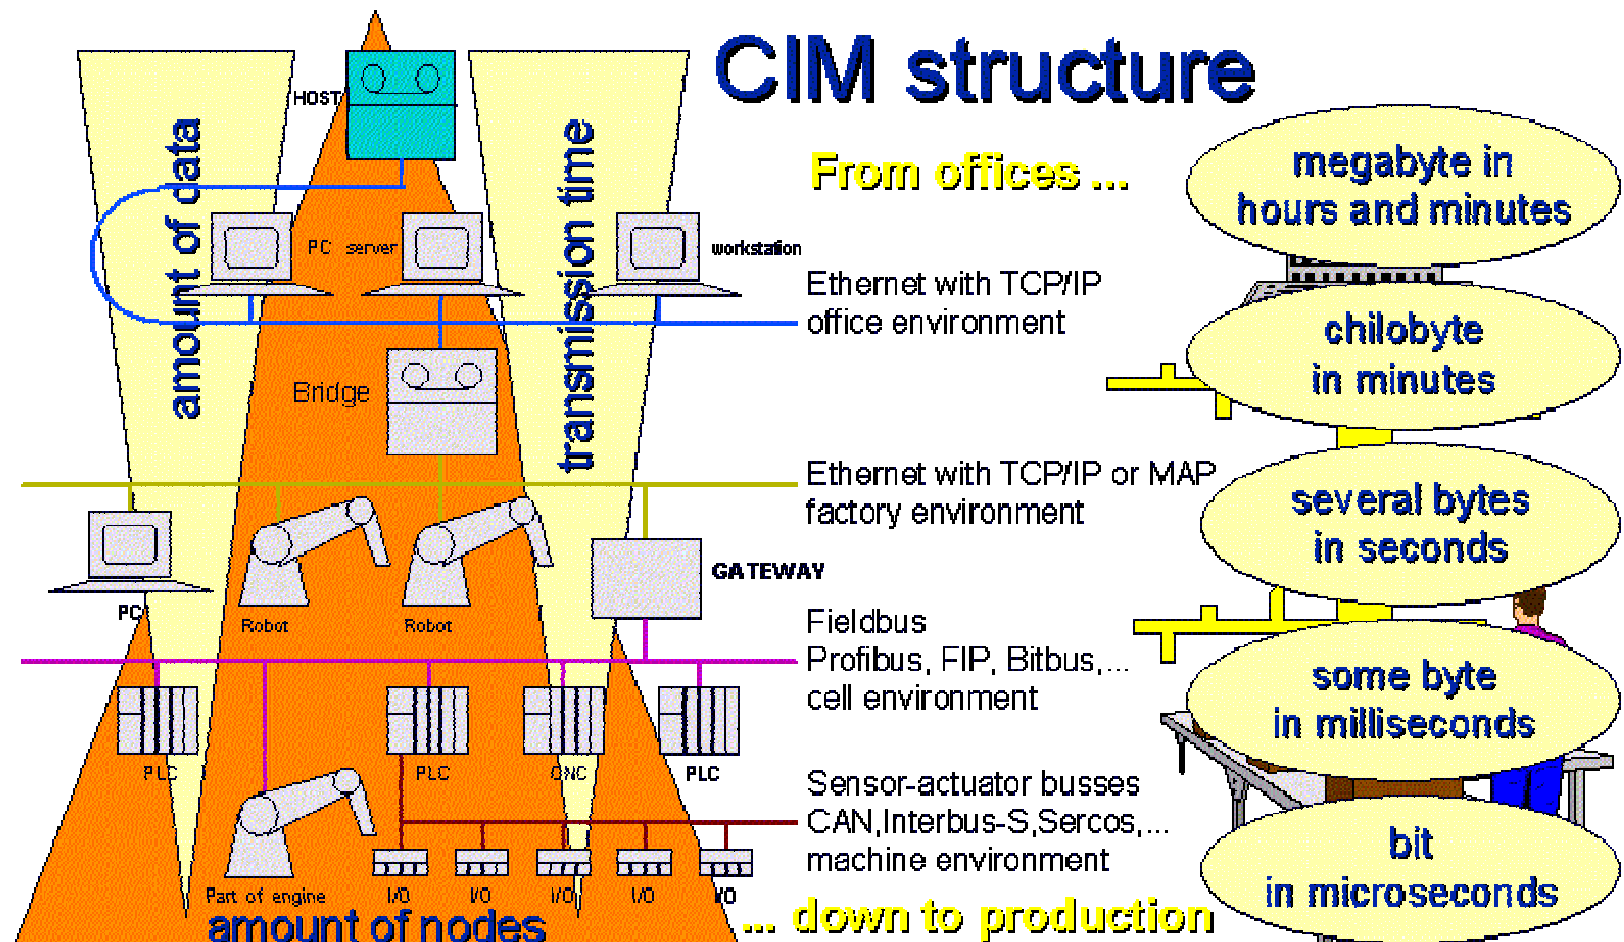 CIM structure
HOST
amount of data
transmission time
From offices ...
megabyte in
hours and minutes
PC server
workstation
Ethernet with TCP/IP
office environment
chilobyte
in minutes
Bridge
Ethernet with TCP/IP or MAP
factory environment
several bytes
in seconds
PC
Robot
Robot
GATEWAY
Fieldbus
Profibus, FIP, Bitbus,...
cell environment
some byte
in milliseconds
PLC
PLC
CNC
PLC
Sensor-actuator busses
CAN,Interbus-S,Sercos,...
machine environment
bit
in microseconds
Part of engine
I/O
I/O
I/O
I/O
I/O
amount of nodes
... down to production